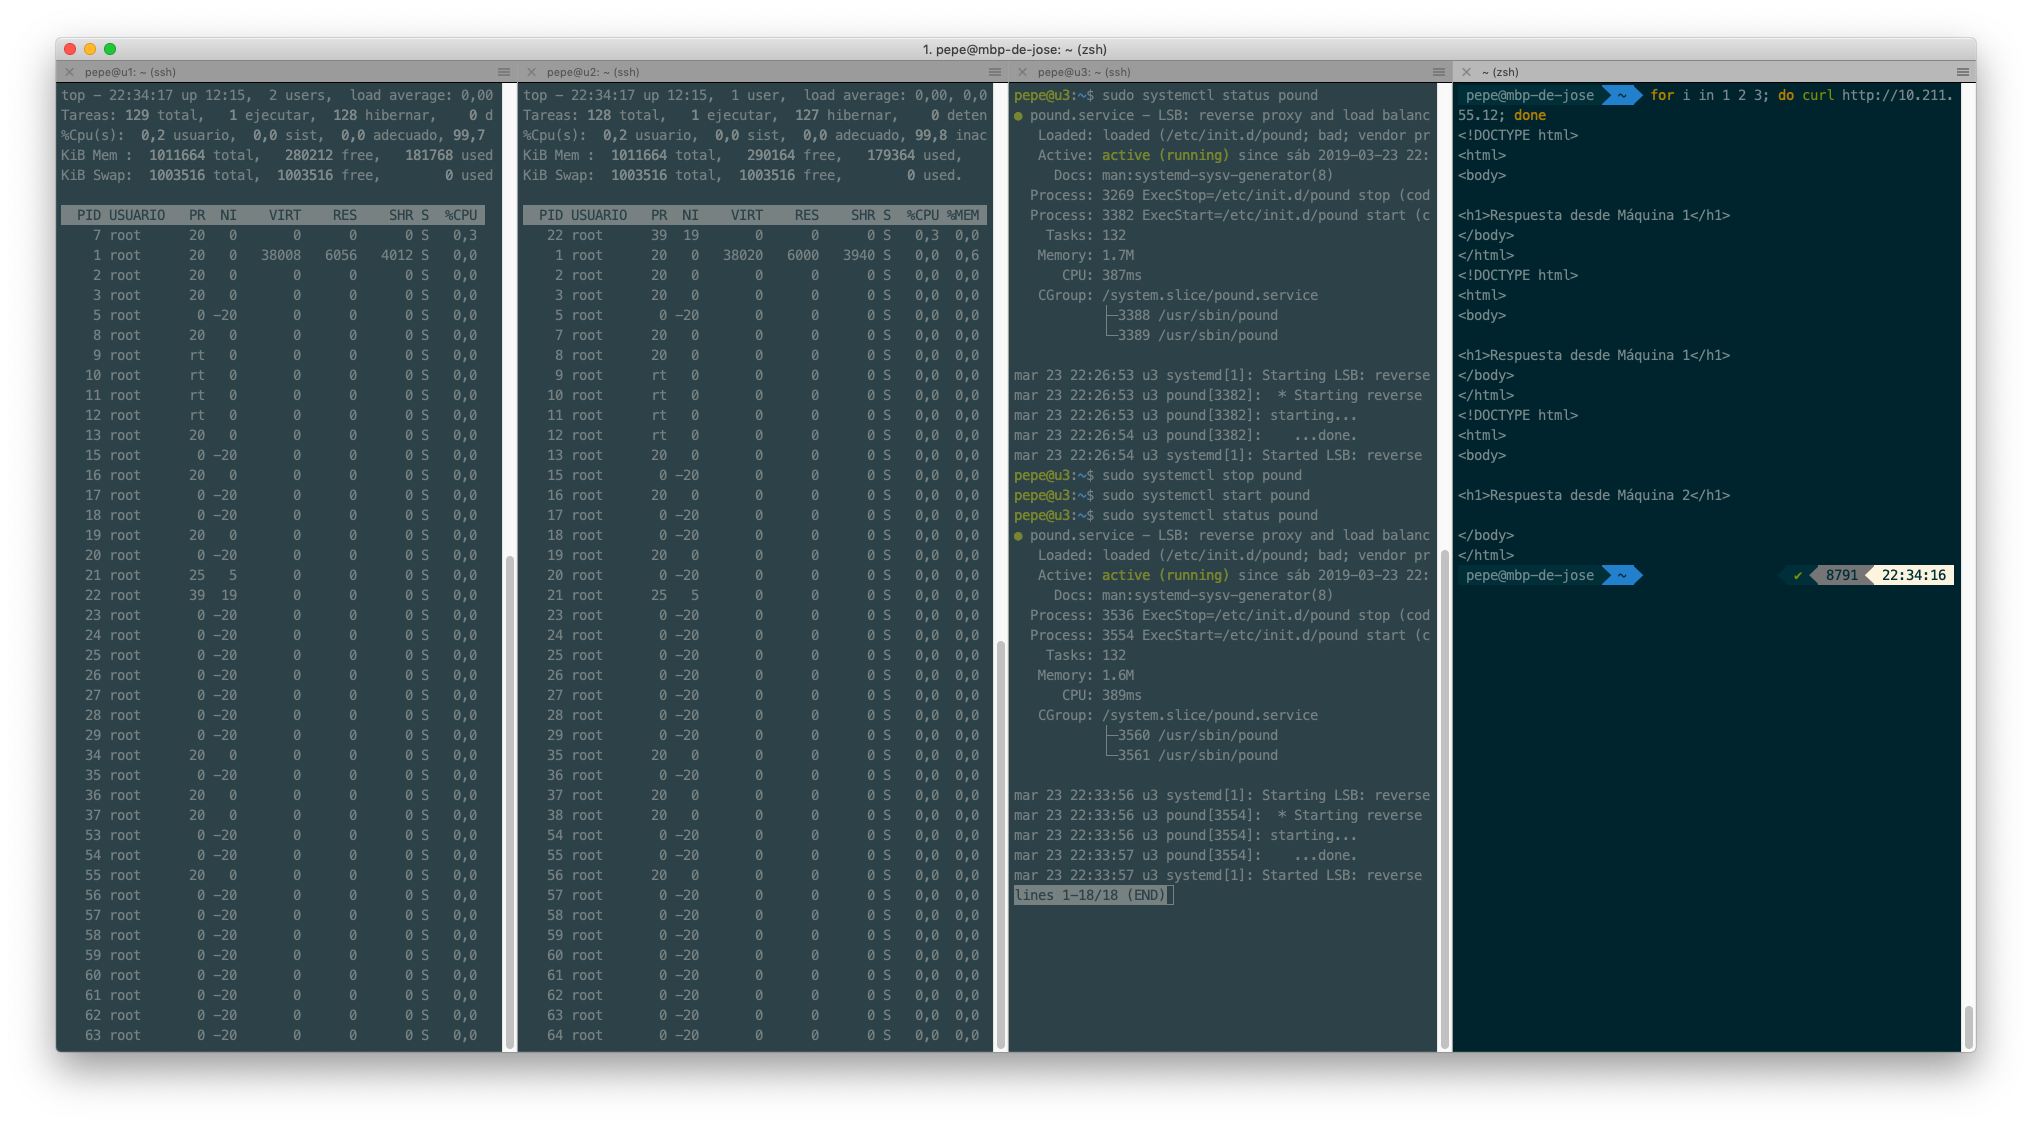 1. pepe@mbp-de-jose: ~ (zsh)
pepe@u1: ~ (ssh)
top - 22:34:17 up 12:15,  2 users,  load average: 0,00
Tareas: 129 total,   1 ejecutar,  128 hibernar,    0 d
%Cpu(s):  0,2 usuario,  0,0 sist,  0,0 adecuado, 99,7
KiB Mem :  1011664 total,   280212 free,   181768 used
KiB Swap:  1003516 total,  1003516 free,        0 used
PID USUARIO   PR  NI    VIRT    RES    SHR S  %CPU
7 root      20   0       0      0      0 S   0,3
1 root      20   0   38008   6056   4012 S   0,0
2 root      20   0       0      0      0 S   0,0
3 root      20   0       0      0      0 S   0,0
5 root       0 -20       0      0      0 S   0,0
8 root      20   0       0      0      0 S   0,0
9 root      rt   0       0      0      0 S   0,0
10 root      rt   0       0      0      0 S   0,0
11 root      rt   0       0      0      0 S   0,0
12 root      rt   0       0      0      0 S   0,0
13 root      20   0       0      0      0 S   0,0
15 root       0 -20       0      0      0 S   0,0
16 root      20   0       0      0      0 S   0,0
17 root       0 -20       0      0      0 S   0,0
18 root       0 -20       0      0      0 S   0,0
19 root      20   0       0      0      0 S   0,0
20 root       0 -20       0      0      0 S   0,0
21 root      25   5       0      0      0 S   0,0
22 root      39  19       0      0      0 S   0,0
23 root       0 -20       0      0      0 S   0,0
24 root       0 -20       0      0      0 S   0,0
25 root       0 -20       0      0      0 S   0,0
26 root       0 -20       0      0      0 S   0,0
27 root       0 -20       0      0      0 S   0,0
28 root       0 -20       0      0      0 S   0,0
29 root       0 -20       0      0      0 S   0,0
34 root      20   0       0      0      0 S   0,0
35 root       0 -20       0      0      0 S   0,0
36 root      20   0       0      0      0 S   0,0
37 root      20   0       0      0      0 S   0,0
53 root       0 -20       0      0      0 S   0,0
54 root       0 -20       0      0      0 S   0,0
55 root      20   0       0      0      0 S   0,0
56 root       0 -20       0      0      0 S   0,0
57 root       0 -20       0      0      0 S   0,0
58 root       0 -20       0      0      0 S   0,0
59 root       0 -20       0      0      0 S   0,0
60 root       0 -20       0      0      0 S   0,0
61 root       0 -20       0      0      0 S   0,0
62 root       0 -20       0      0      0 S   0,0
63 root       0 -20       0      0      0 S   0,0
pepe@u2: ~ (ssh)
top - 22:34:17 up 12:15,  1 user,  load average: 0,00, 0,0
Tareas: 128 total,   1 ejecutar,  127 hibernar,    0 deten
%Cpu(s):  0,2 usuario,  0,0 sist,  0,0 adecuado, 99,8 inac
KiB Mem :  1011664 total,   290164 free,   179364 used,
KiB Swap:  1003516 total,  1003516 free,        0 used.
PID USUARIO   PR  NI    VIRT    RES    SHR S  %CPU %MEM
22 root      39  19       0      0      0 S   0,3  0,0
1 root      20   0   38020   6000   3940 S   0,0  0,6
2 root      20   0       0      0      0 S   0,0  0,0
3 root      20   0       0      0      0 S   0,0  0,0
5 root       0 -20       0      0      0 S   0,0  0,0
7 root      20   0       0      0      0 S   0,0  0,0
8 root      20   0       0      0      0 S   0,0  0,0
9 root      rt   0       0      0      0 S   0,0  0,0
10 root      rt   0       0      0      0 S   0,0  0,0
11 root      rt   0       0      0      0 S   0,0  0,0
12 root      rt   0       0      0      0 S   0,0  0,0
13 root      20   0       0      0      0 S   0,0  0,0
15 root       0 -20       0      0      0 S   0,0  0,0
16 root      20   0       0      0      0 S   0,0  0,0
17 root       0 -20       0      0      0 S   0,0  0,0
18 root       0 -20       0      0      0 S   0,0  0,0
19 root      20   0       0      0      0 S   0,0  0,0
20 root       0 -20       0      0      0 S   0,0  0,0
21 root      25   5       0      0      0 S   0,0  0,0
23 root       0 -20       0      0      0 S   0,0  0,0
24 root       0 -20       0      0      0 S   0,0  0,0
25 root       0 -20       0      0      0 S   0,0  0,0
26 root       0 -20       0      0      0 S   0,0  0,0
27 root       0 -20       0      0      0 S   0,0  0,0
28 root       0 -20       0      0      0 S   0,0  0,0
29 root       0 -20       0      0      0 S   0,0  0,0
35 root      20   0       0      0      0 S   0,0  0,0
36 root       0 -20       0      0      0 S   0,0  0,0
37 root      20   0       0      0      0 S   0,0  0,0
38 root      20   0       0      0      0 S   0,0  0,0
54 root       0 -20       0      0      0 S   0,0  0,0
55 root       0 -20       0      0      0 S   0,0  0,0
56 root      20   0       0      0      0 S   0,0  0,0
57 root       0 -20       0      0      0 S   0,0  0,0
58 root       0 -20       0      0      0 S   0,0  0,0
59 root       0 -20       0      0      0 S   0,0  0,0
60 root       0 -20       0      0      0 S   0,0  0,0
61 root       0 -20       0      0      0 S   0,0  0,0
62 root       0 -20       0      0      0 S   0,0  0,0
63 root       0 -20       0      0      0 S   0,0  0,0
64 root       0 -20       0      0      0 S   0,0  0,0
pepe@u3: ~ (ssh)
pepe@u3:~$ sudo systemctl status pound
● pound.service - LSB: reverse proxy and load balanc
Loaded: loaded (/etc/init.d/pound; bad; vendor pr
Active: active (running) since sáb 2019-03-23 22:
Docs: man:systemd-sysv-generator(8)
Process: 3269 ExecStop=/etc/init.d/pound stop (cod
Process: 3382 ExecStart=/etc/init.d/pound start (c
Tasks: 132
Memory: 1.7M
CPU: 387ms
CGroup: /system.slice/pound.service
├─3388 /usr/sbin/pound
└─3389 /usr/sbin/pound
mar 23 22:26:53 u3 systemd[1]: Starting LSB: reverse
mar 23 22:26:53 u3 pound[3382]:  * Starting reverse
mar 23 22:26:53 u3 pound[3382]: starting...
mar 23 22:26:54 u3 pound[3382]:    ...done.
mar 23 22:26:54 u3 systemd[1]: Started LSB: reverse
pepe@u3:~$ sudo systemctl stop pound
pepe@u3:~$ sudo systemctl start pound
pepe@u3:~$ sudo systemctl status pound
● pound.service - LSB: reverse proxy and load balanc
Loaded: loaded (/etc/init.d/pound; bad; vendor pr
Active: active (running) since sáb 2019-03-23 22:
Docs: man:systemd-sysv-generator(8)
Process: 3536 ExecStop=/etc/init.d/pound stop (cod
Process: 3554 ExecStart=/etc/init.d/pound start (c
Tasks: 132
Memory: 1.6M
CPU: 389ms
CGroup: /system.slice/pound.service
├─3560 /usr/sbin/pound
└─3561 /usr/sbin/pound
mar 23 22:33:56 u3 systemd[1]: Starting LSB: reverse
mar 23 22:33:56 u3 pound[3554]:  * Starting reverse
mar 23 22:33:56 u3 pound[3554]: starting...
mar 23 22:33:57 u3 pound[3554]:    ...done.
mar 23 22:33:57 u3 systemd[1]: Started LSB: reverse
lines 1-18/18 (END)
~ (zsh)
pepe@mbp-de-jose ~ for i in 1 2 3; do curl http://10.211.
55.12; done
<!DOCTYPE html>
<html>
<body>
<h1>Respuesta desde Máquina 1</h1>
</body>
</html>
<!DOCTYPE html>
<html>
<body>
<h1>Respuesta desde Máquina 1</h1>
</body>
</html>
<!DOCTYPE html>
<html>
<body>
<h1>Respuesta desde Máquina 2</h1>
</body>
</html>
pepe@mbp-de-jose ~ ✔ 8791 22:34:16